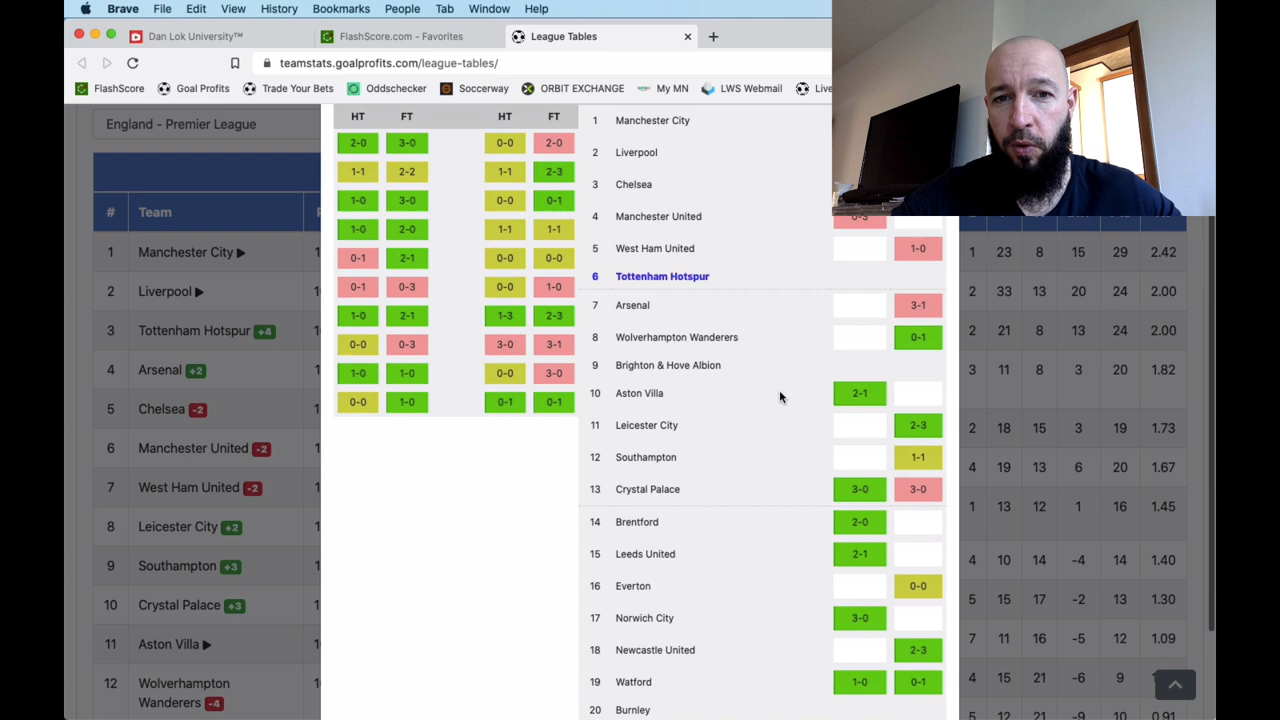 Brave File Edit View History Bookmarks People Tab Window Help
Dan Lok University™ FlashScore.com - Favorites League Tables
teamstats.goalprofits.com/league-tables/
FlashScore Goal Profits Trade Your Bets Oddschecker Soccerway ORBIT EXCHANGE My MN LWS Webmail
England - Premier League
# Team
1 Manchester City
2 Liverpool
3 Tottenham Hotspur +4
4 Arsenal +2
5 Chelsea -2
6 Manchester United -2
7 West Ham United -2
8 Leicester City +2
9 Southampton +3
10 Crystal Palace +3
11 Aston Villa
12 Wolverhampton
Wanderers -4
HT FT HT FT
2-0 3-0 0-0 2-0
1-1 2-2 1-1 2-3
1-0 3-0 0-0 0-1
1-0 2-0 1-1 1-1
0-1 2-1 0-0 0-0
0-1 0-3 0-0 1-0
1-0 2-1 1-3 2-3
0-0 0-3 3-0 3-1
1-0 1-0 0-0 3-0
0-0 1-0 0-1 0-1
1 Manchester City
2 Liverpool
3 Chelsea
4 Manchester United 0-3
5 West Ham United 1-0
6 Tottenham Hotspur
7 Arsenal 3-1
8 Wolverhampton Wanderers 0-1
9 Brighton & Hove Albion
10 Aston Villa 2-1
11 Leicester City 2-3
12 Southampton 1-1
13 Crystal Palace 3-0 3-0
14 Brentford 2-0
15 Leeds United 2-1
16 Everton 0-0
17 Norwich City 3-0
18 Newcastle United 2-3
19 Watford 1-0 0-1
20 Burnley
1 23 8 15 29 2.42
2 33 13 20 24 2.00
2 21 8 13 24 2.00
3 11 8 3 20 1.82
2 18 15 3 19 1.73
4 19 13 6 20 1.67
1 13 12 1 16 1.45
4 10 14 -4 14 1.40
5 15 17 -2 13 1.30
7 11 16 -5 12 1.09
4 15 21 -6 9
5 12 21 -9 10 0.91